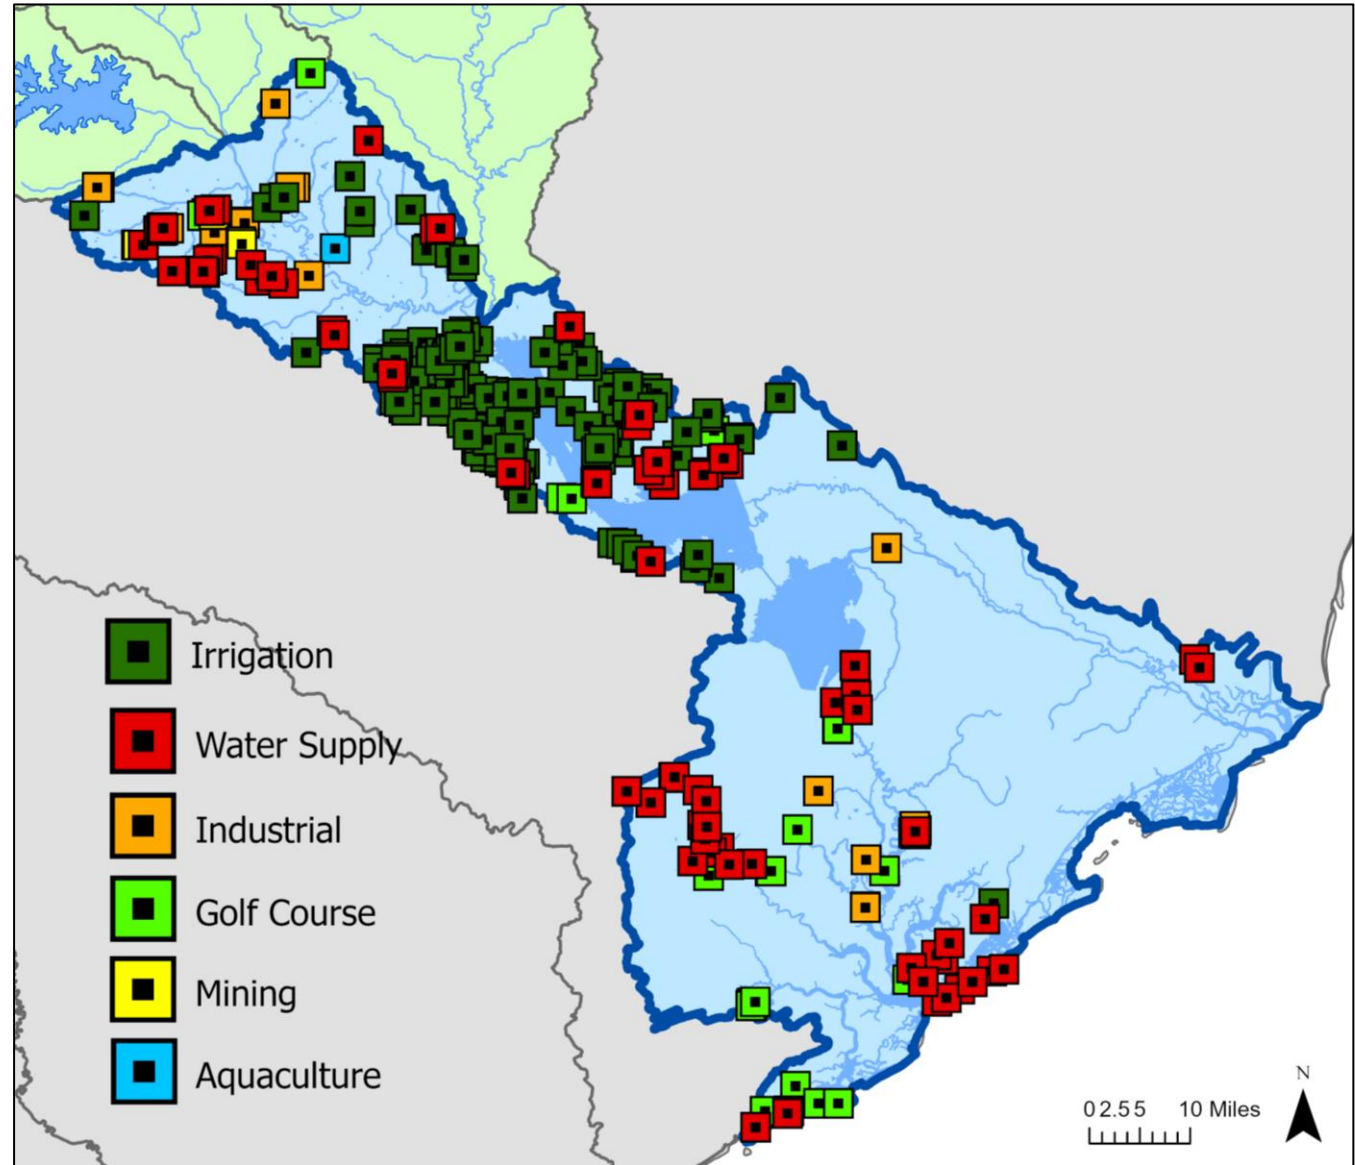 Irrigation
Water Supply
Industrial
Golf Course
Mining
Aquaculture
N
0 2.5 5 10 Miles